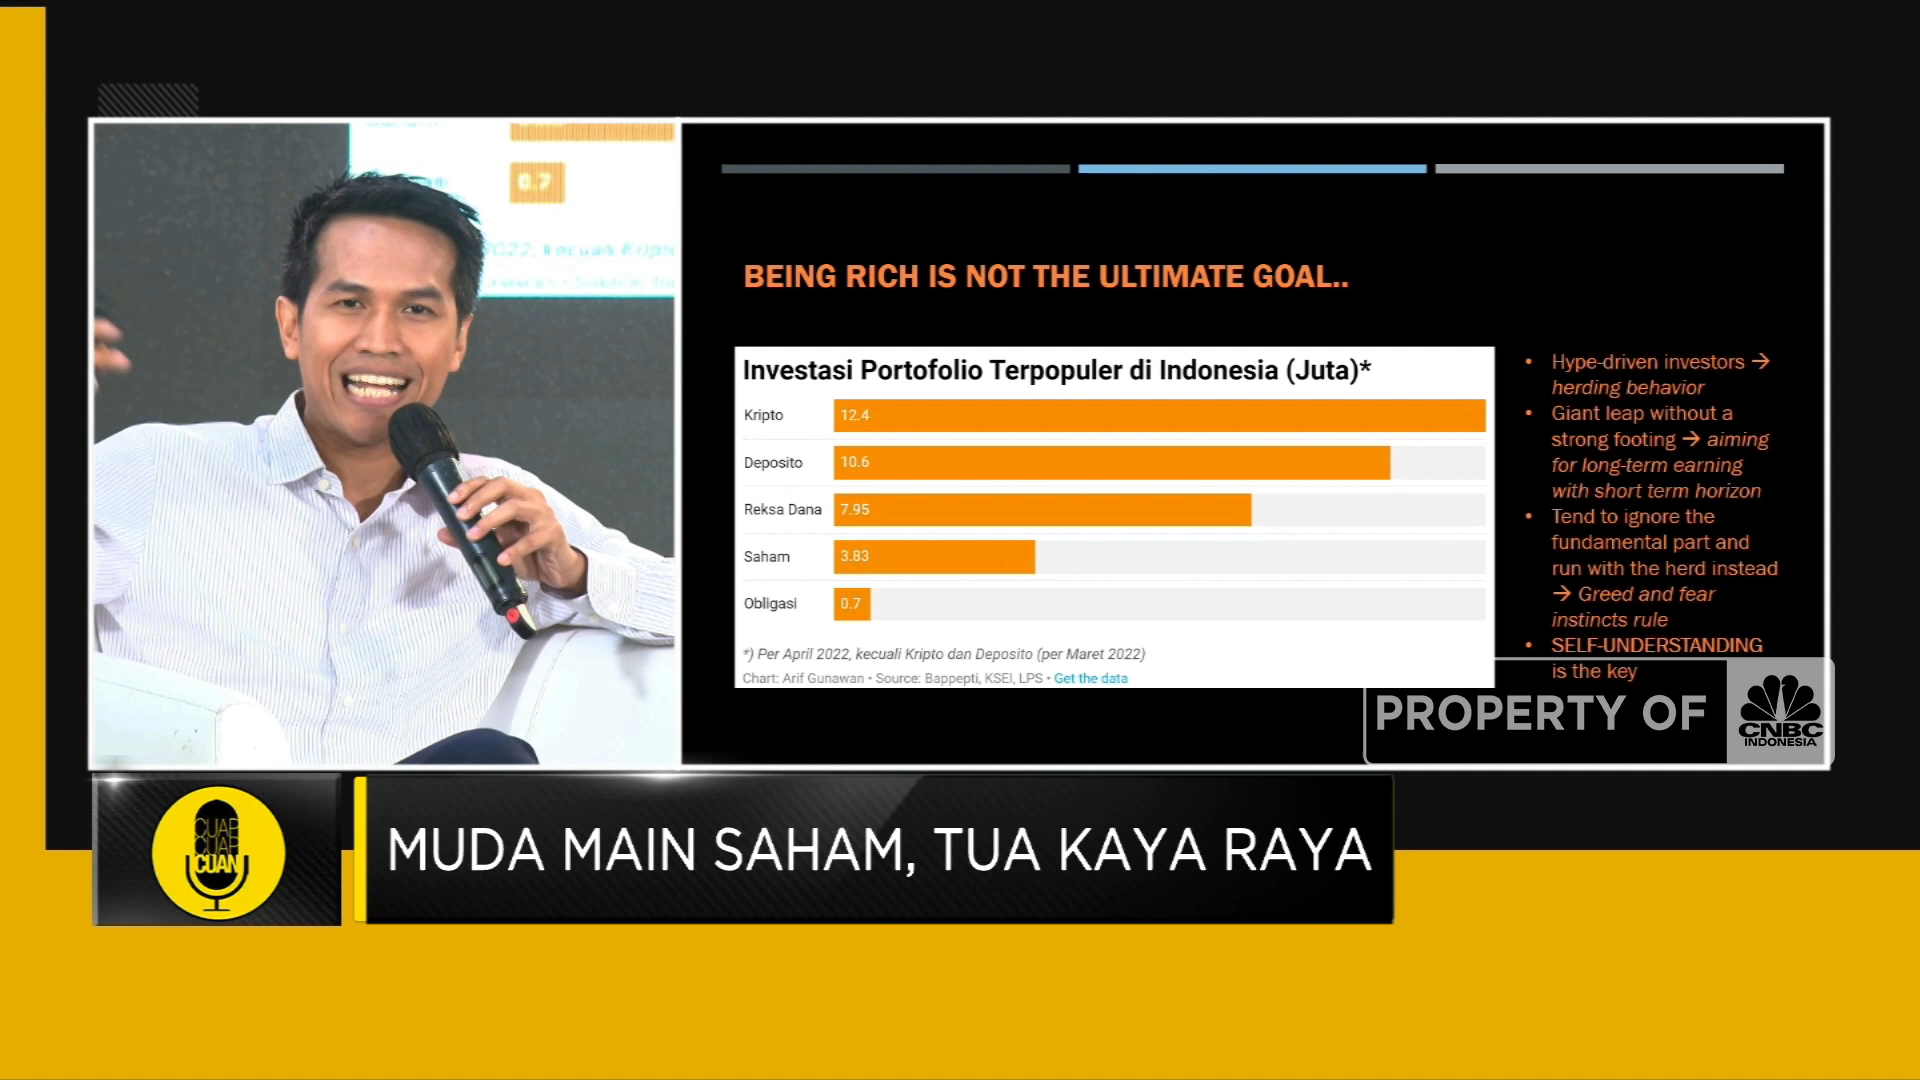 0.7
2022, kecuali Kripto
BEING RICH IS NOT THE ULTIMATE GOAL..
Investasi Portofolio Terpopuler di Indonesia (Juta)*
Kripto 12.4
Deposito 10.6
Reksa Dana 7.95
Saham 3.83
Obligasi 0.7
*) Per April 2022, kecuali Kripto dan Deposito (per Maret 2022)
Chart: Arif Gunawan • Source: Bappepti, KSEI, LPS • Get the data
• Hype-driven investors →
herding behavior
• Giant leap without a
strong footing → aiming
for long-term earning
with short term horizon
• Tend to ignore the
fundamental part and
run with the herd instead
→ Greed and fear
instincts rule
• SELF-UNDERSTANDING
is the key
PROPERTY OF
CNBC
INDONESIA
CUAP
CUAP
CUAN
MUDA MAIN SAHAM, TUA KAYA RAYA